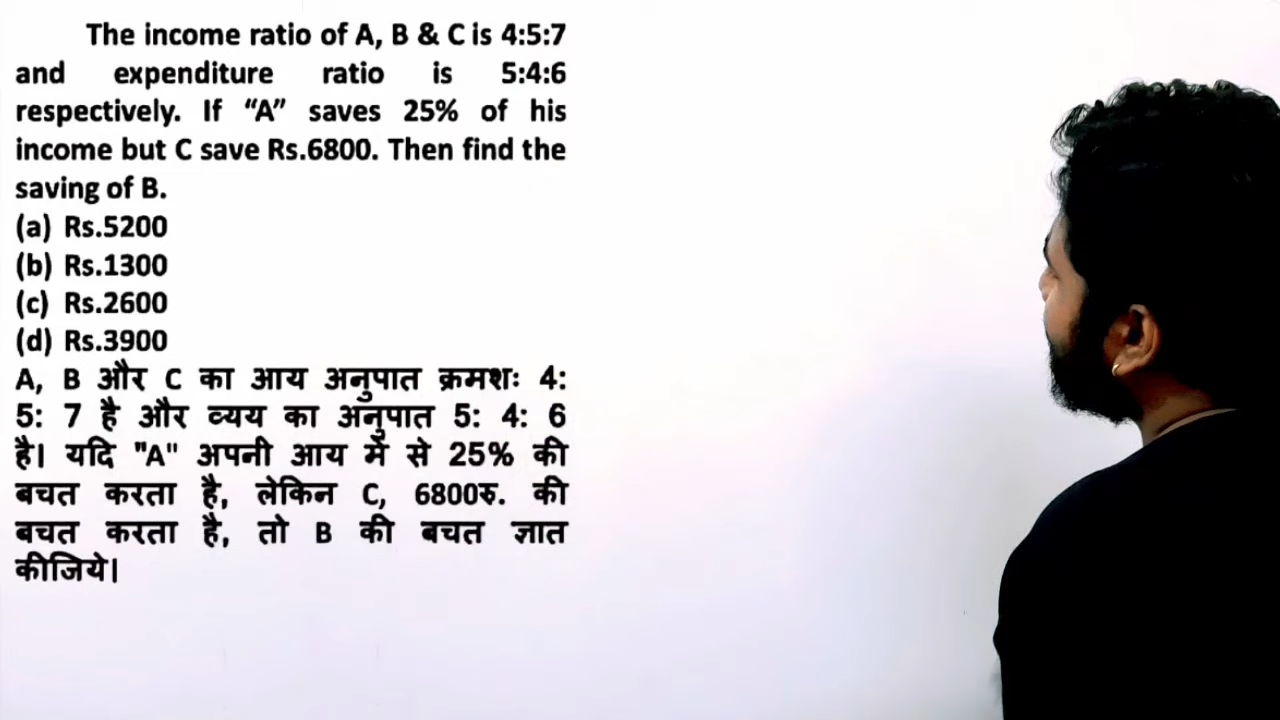 The income ratio of A, B & C is 4:5:7
and expenditure ratio is 5:4:6
respectively. If “A” saves 25% of his
income but C save Rs.6800. Then find the
saving of B.
(a) Rs.5200
(b) Rs.1300
(c) Rs.2600
(d) Rs.3900
A, B और C का आय अनुपात क्रमशः 4:
5: 7 है और व्यय का अनुपात 5: 4: 6
है। यदि "A" अपनी आय में से 25% की
बचत करता है, लेकिन C, 6800रु. की
बचत करता है, तो B की बचत ज्ञात
कीजिये।